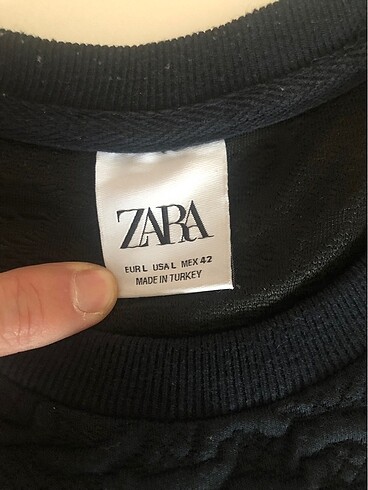 ZARA
EUR L USA L MEX 42
MADE IN TURKEY